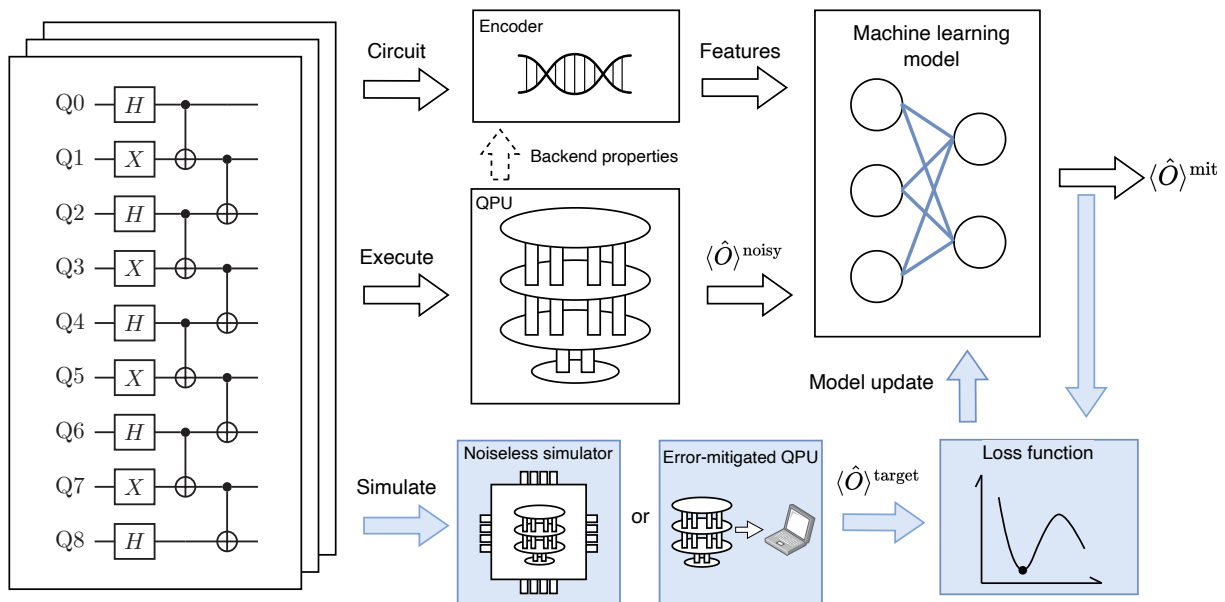 Q0 H
Q1 X
Q2 H
Q3 X
Q4 H
Q5 X
Q6 H
Q7 X
Q8 H
Circuit
Encoder
Features
Machine learning
model
Backend properties
QPU
Execute
⟨Ô⟩^noisy
⟨Ô⟩^mit
Model update
Simulate
Noiseless simulator
or
Error-mitigated QPU
⟨Ô⟩^target
Loss function